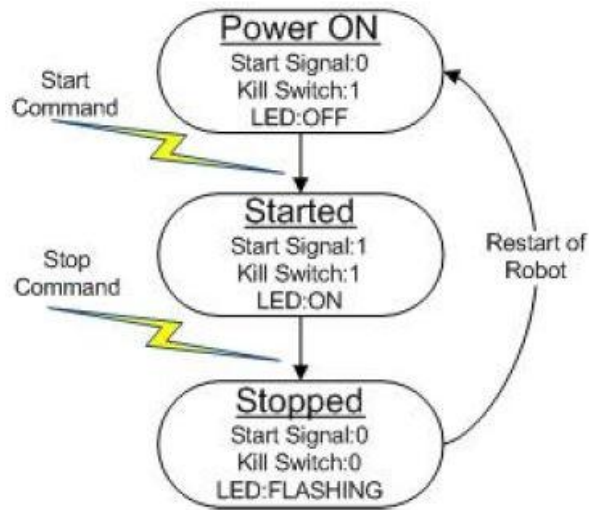 Power ON
Start Signal:0
Kill Switch:1
LED:OFF
Start
Command
Started
Start Signal:1
Kill Switch:1
LED:ON
Stop
Command
Restart of
Robot
Stopped
Start Signal:0
Kill Switch:0
LED:FLASHING